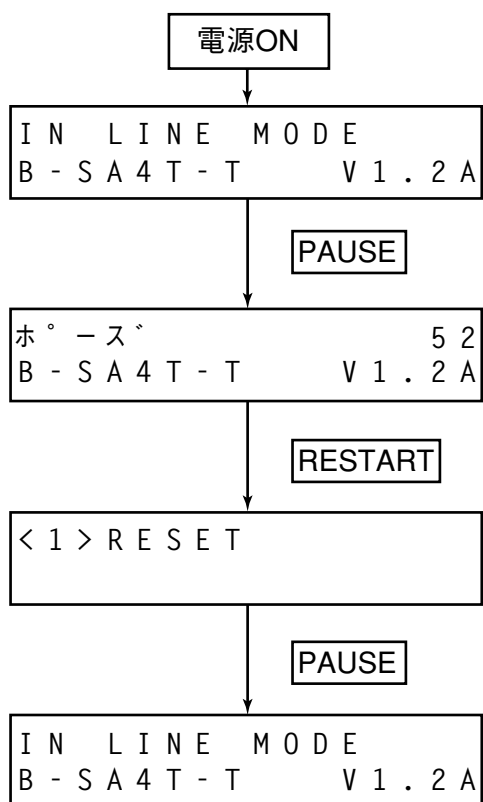 電源ON
IN LINE MODE
B-SA4T-T V1.2A
PAUSE
ホ゜ーズ゛ 52
B-SA4T-T V1.2A
RESTART
<1>RESET
PAUSE
IN LINE MODE
B-SA4T-T V1.2A